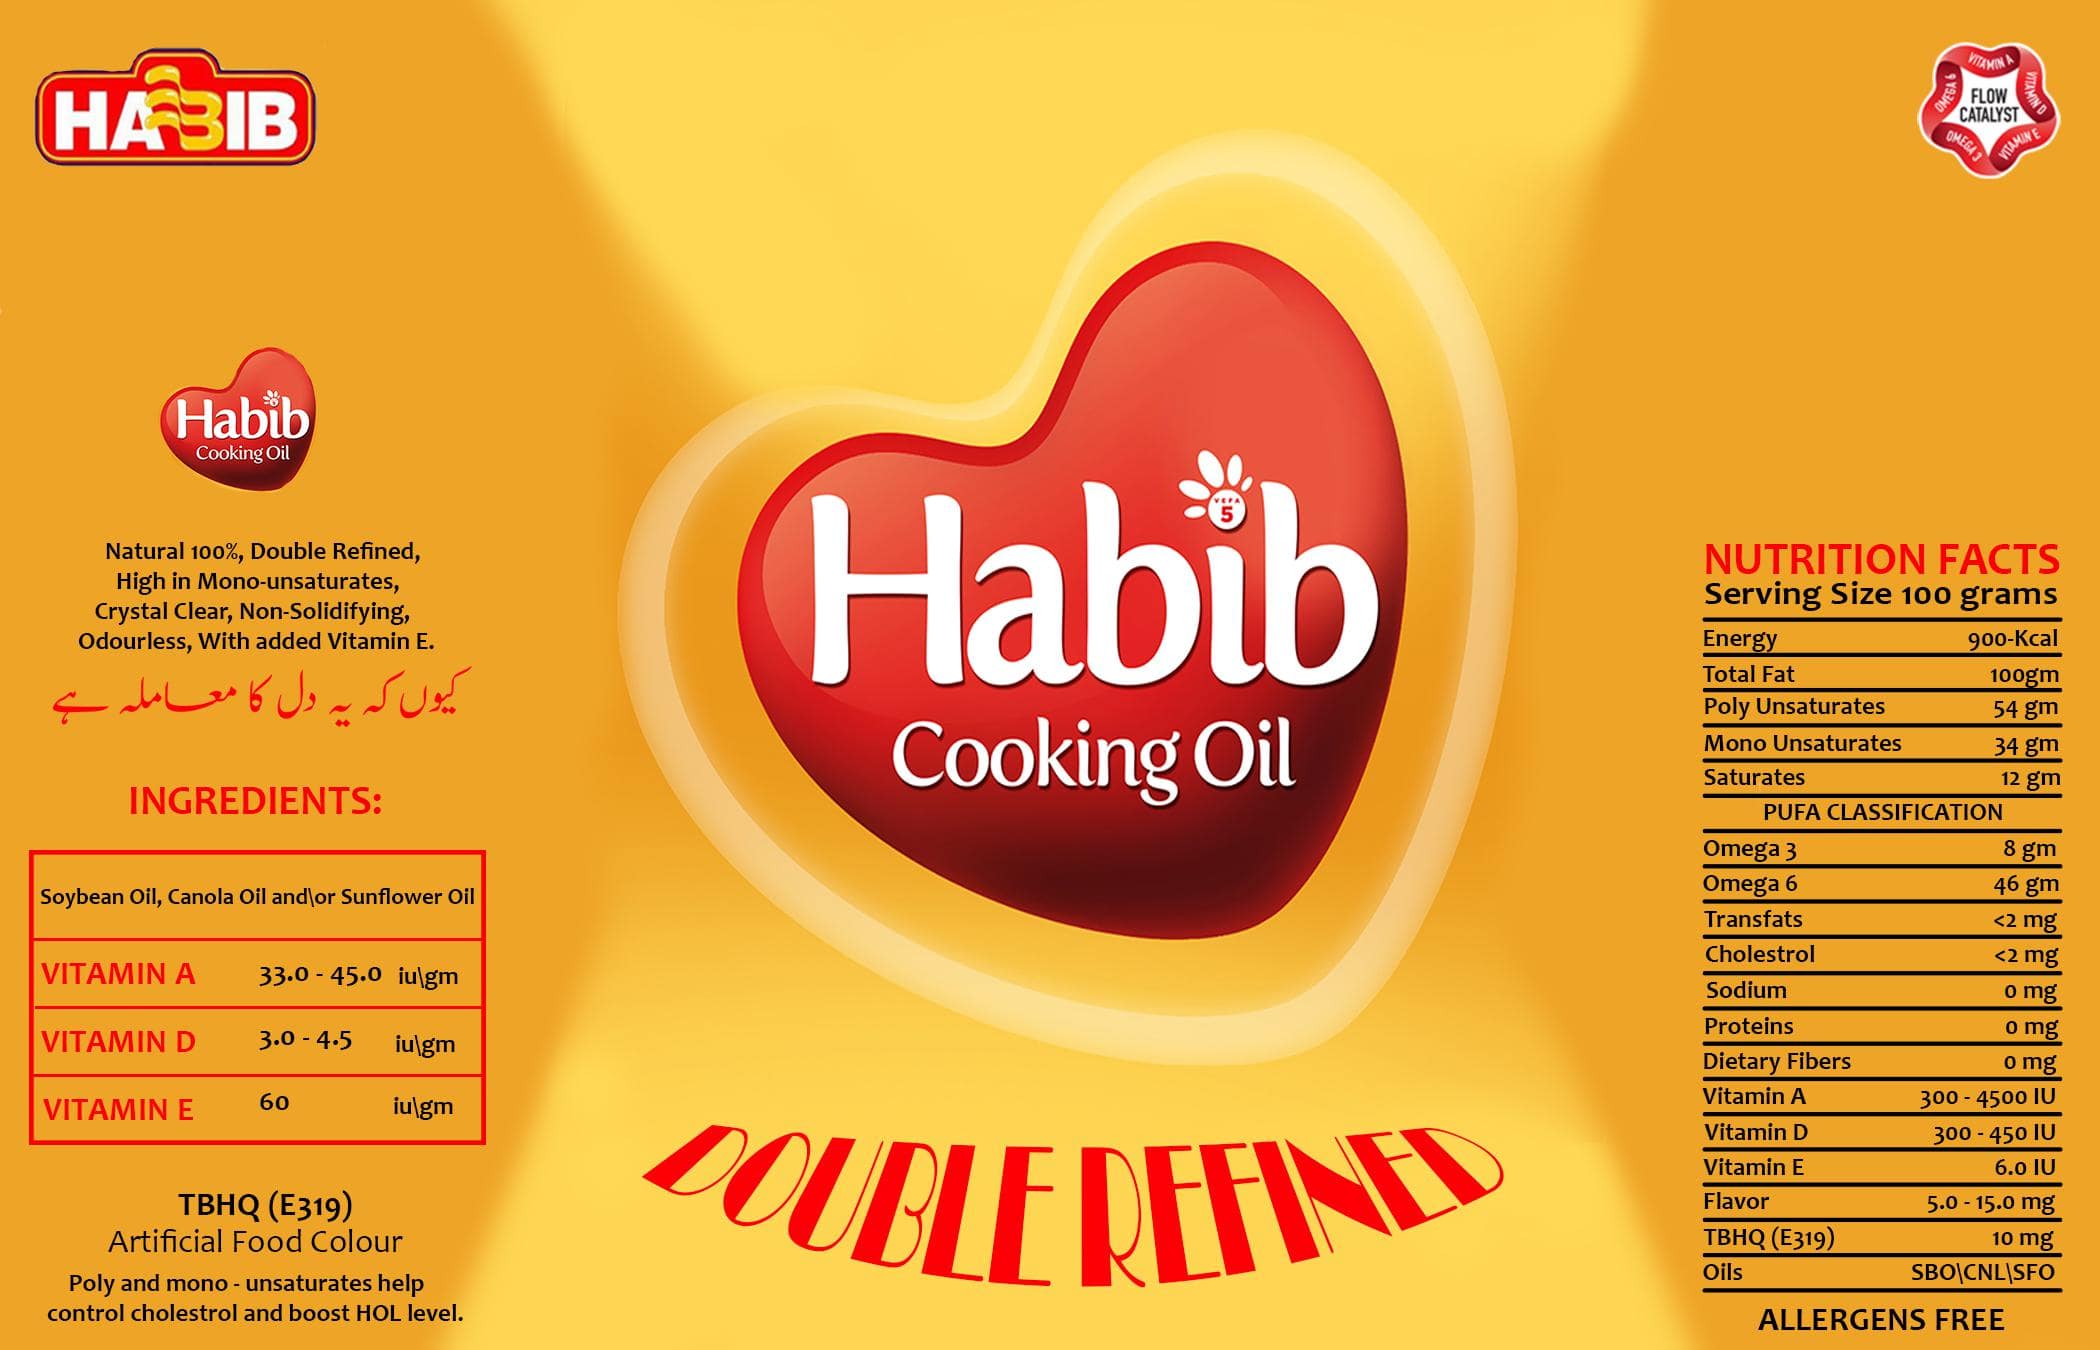 HABIB
Habib
Cooking Oil
Natural 100%, Double Refined,
High in Mono-unsaturates,
Crystal Clear, Non-Solidifying,
Odourless, With added Vitamin E.
کیوں کہ یہ دل کا معاملہ ہے
INGREDIENTS:
Soybean Oil, Canola Oil and\or Sunflower Oil
VITAMIN A 33.0 - 45.0 iu\gm
VITAMIN D 3.0 - 4.5 iu\gm
VITAMIN E 60 iu\gm
TBHQ (E319)
Artificial Food Colour
Poly and mono - unsaturates help
control cholestrol and boost HOL level.
VEFA
5
Habib
Cooking Oil
DOUBLE REFINED
VITAMIN A
VITAMIN D
VITAMIN E
OMEGA 3
OMEGA 6
FLOW
CATALYST
NUTRITION FACTS
Serving Size 100 grams
Energy 900-Kcal
Total Fat 100gm
Poly Unsaturates 54 gm
Mono Unsaturates 34 gm
Saturates 12 gm
PUFA CLASSIFICATION
Omega 3 8 gm
Omega 6 46 gm
Transfats <2 mg
Cholestrol <2 mg
Sodium 0 mg
Proteins 0 mg
Dietary Fibers 0 mg
Vitamin A 300 - 4500 IU
Vitamin D 300 - 450 IU
Vitamin E 6.0 IU
Flavor 5.0 - 15.0 mg
TBHQ (E319) 10 mg
Oils SBO\CNL\SFO
ALLERGENS FREE